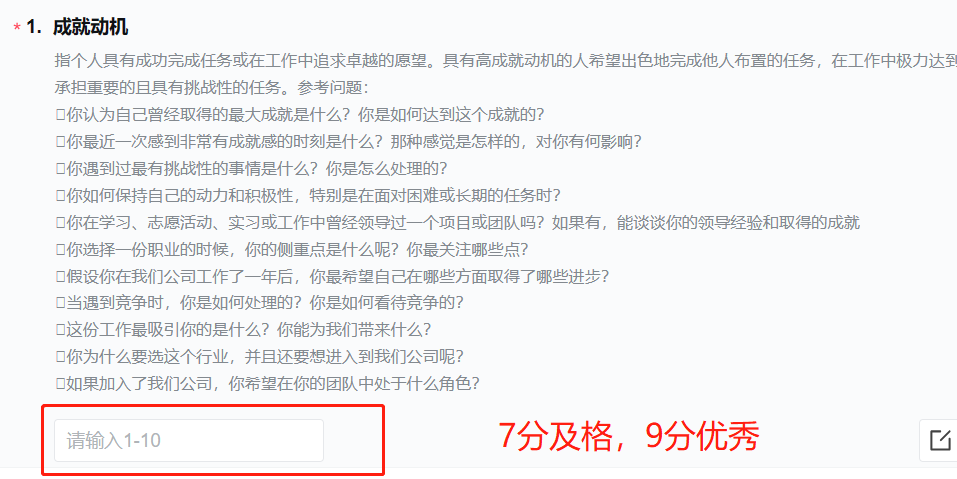 * 1. 成就动机
指个人具有成功完成任务或在工作中追求卓越的愿望。具有高成就动机的人希望出色地完成他人布置的任务，在工作中极力达到
承担重要的且具有挑战性的任务。参考问题：
□你认为自己曾经取得的最大成就是什么？你是如何达到这个成就的？
□你最近一次感到非常有成就感的时刻是什么？那种感觉是怎样的，对你有何影响？
□你遇到过最有挑战性的事情是什么？你是怎么处理的？
□你如何保持自己的动力和积极性，特别是在面对困难或长期的任务时？
□你在学习、志愿活动、实习或工作中曾经领导过一个项目或团队吗？如果有，能谈谈你的领导经验和取得的成就
□你选择一份职业的时候，你的侧重点是什么呢？你最关注哪些点？
□假设你在我们公司工作了一年后，你最希望自己在哪些方面取得了哪些进步？
□当遇到竞争时，你是如何处理的？你是如何看待竞争的？
□这份工作最吸引你的是什么？你能为我们带来什么？
□你为什么要选这个行业，并且还要想进入到我们公司呢？
□如果加入了我们公司，你希望在你的团队中处于什么角色？
请输入1-10
7分及格，9分优秀